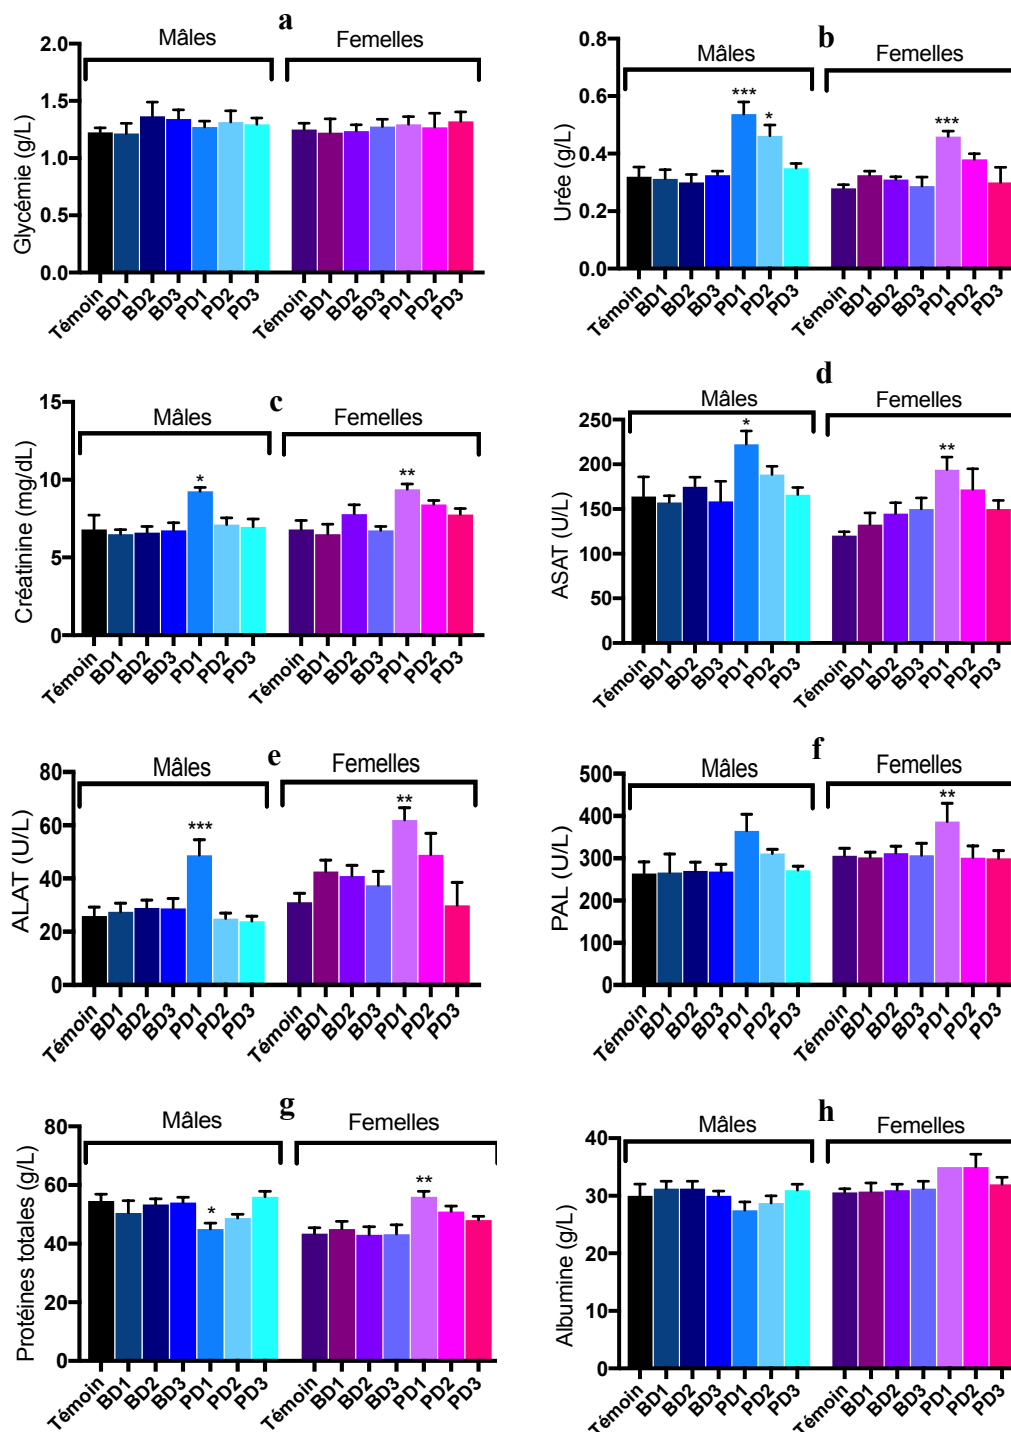 a
Mâles Femelles
Glycémie (g/L)
2.0
1.5
1.0
0.5
0.0
Témoin BD1 BD2 BD3 PD1 PD2 PD3 Témoin BD1 BD2 BD3 PD1 PD2 PD3
b
Mâles Femelles
Urée (g/L)
0.8
0.6
0.4
0.2
0.0
*** * ***
Témoin BD1 BD2 BD3 PD1 PD2 PD3 Témoin BD1 BD2 BD3 PD1 PD2 PD3
c
Mâles Femelles
Créatinine (mg/dL)
15
10
5
0
* **
Témoin BD1 BD2 BD3 PD1 PD2 PD3 Témoin BD1 BD2 BD3 PD1 PD2 PD3
d
Mâles Femelles
ASAT (U/L)
250
200
150
100
50
0
* **
Témoin BD1 BD2 BD3 PD1 PD2 PD3 Témoin BD1 BD2 BD3 PD1 PD2 PD3
e
Mâles Femelles
ALAT (U/L)
80
60
40
20
0
*** **
Témoin BD1 BD2 BD3 PD1 PD2 PD3 Témoin BD1 BD2 BD3 PD1 PD2 PD3
f
Mâles Femelles
PAL (U/L)
500
400
300
200
100
0
**
Témoin BD1 BD2 BD3 PD1 PD2 PD3 Témoin BD1 BD2 BD3 PD1 PD2 PD3
g
Mâles Femelles
Protéines totales (g/L)
80
60
40
20
0
* **
Témoin BD1 BD2 BD3 PD1 PD2 PD3 Témoin BD1 BD2 BD3 PD1 PD2 PD3
h
Mâles Femelles
Albumine (g/L)
40
30
20
10
0
Témoin BD1 BD2 BD3 PD1 PD2 PD3 Témoin BD1 BD2 BD3 PD1 PD2 PD3